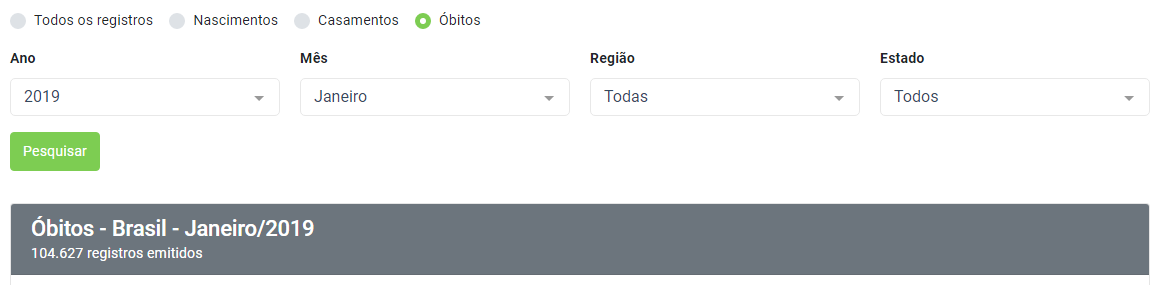 Todos os registros Nascimentos Casamentos Óbitos
Ano Mês Região Estado
2019 Janeiro Todas Todos
Pesquisar
Óbitos - Brasil - Janeiro/2019
104.627 registros emitidos